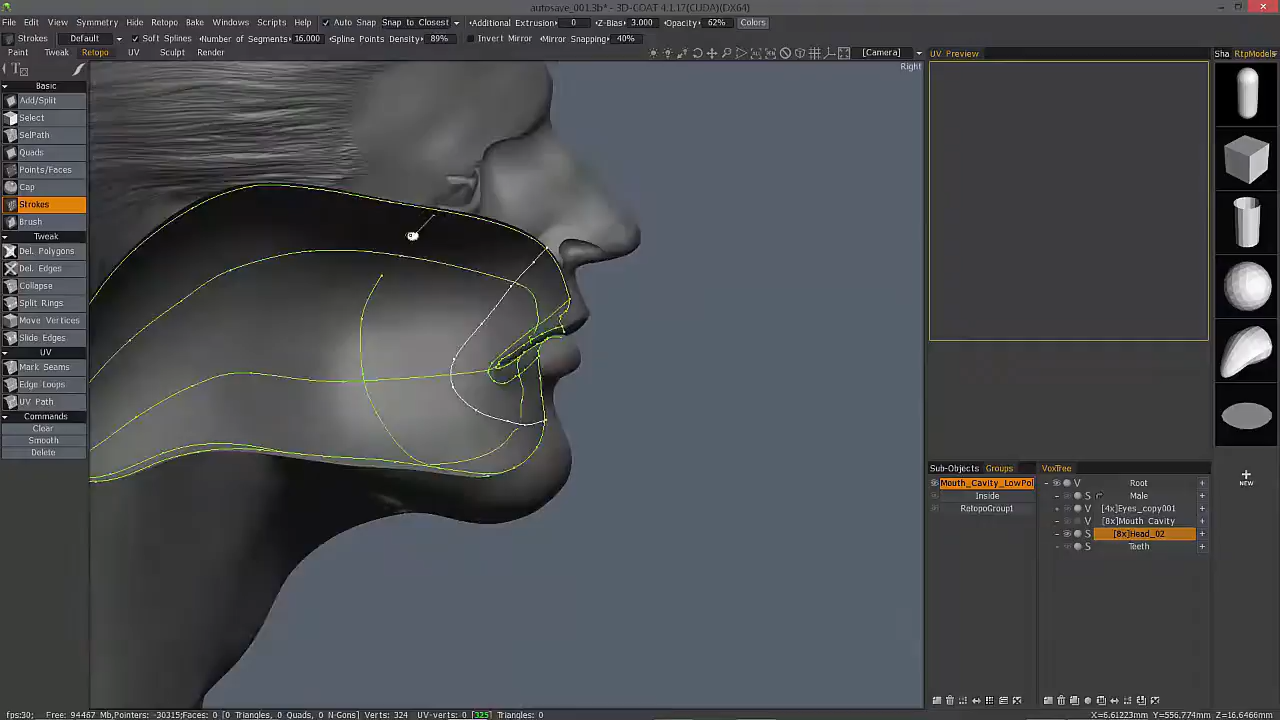 autosave_001.3b* - 3D-COAT 4.1.17(CUDA)(DX64)
File Edit View Symmetry Hide Retopo Bake Windows Scripts Help Auto Snap Snap to Closest Additional Extrusion 0 Z-Bias 3.000 Opacity 62% Colors
Strokes Default Soft Splines Number of Segments 16.000 Spline Points Density 89% Invert Mirror Mirror Snapping 40%
Paint Tweak Retopo UV Sculpt Render [Camera]
Right
UV Preview
Sha RtpModels
Basic
Add/Split
Select
SelPath
Quads
Points/Faces
Cap
Strokes
Brush
Tweak
Del. Polygons
Del. Edges
Collapse
Split Rings
Move Vertices
Slide Edges
UV
Mark Seams
Edge Loops
UV Path
Commands
Clear
Smooth
Delete
Sub-Objects Groups
Mouth_Cavity_LowPol
Inside
RetopoGroup1
VoxTree
V Root +
S Male +
V [4x]Eyes_copy001 +
V [8x]Mouth Cavity +
S [8x]Head_02 +
S Teeth +
NEW
fps:30; Free: 94467 Mb,Pointers: -30315;Faces: 0 [0 Triangles, 0 Quads, 0 N-Gons] Verts: 324 UV-verts: 0 [325] Triangles: 0
X=6.61223mm Y=556.774mm Z=16.6466mm